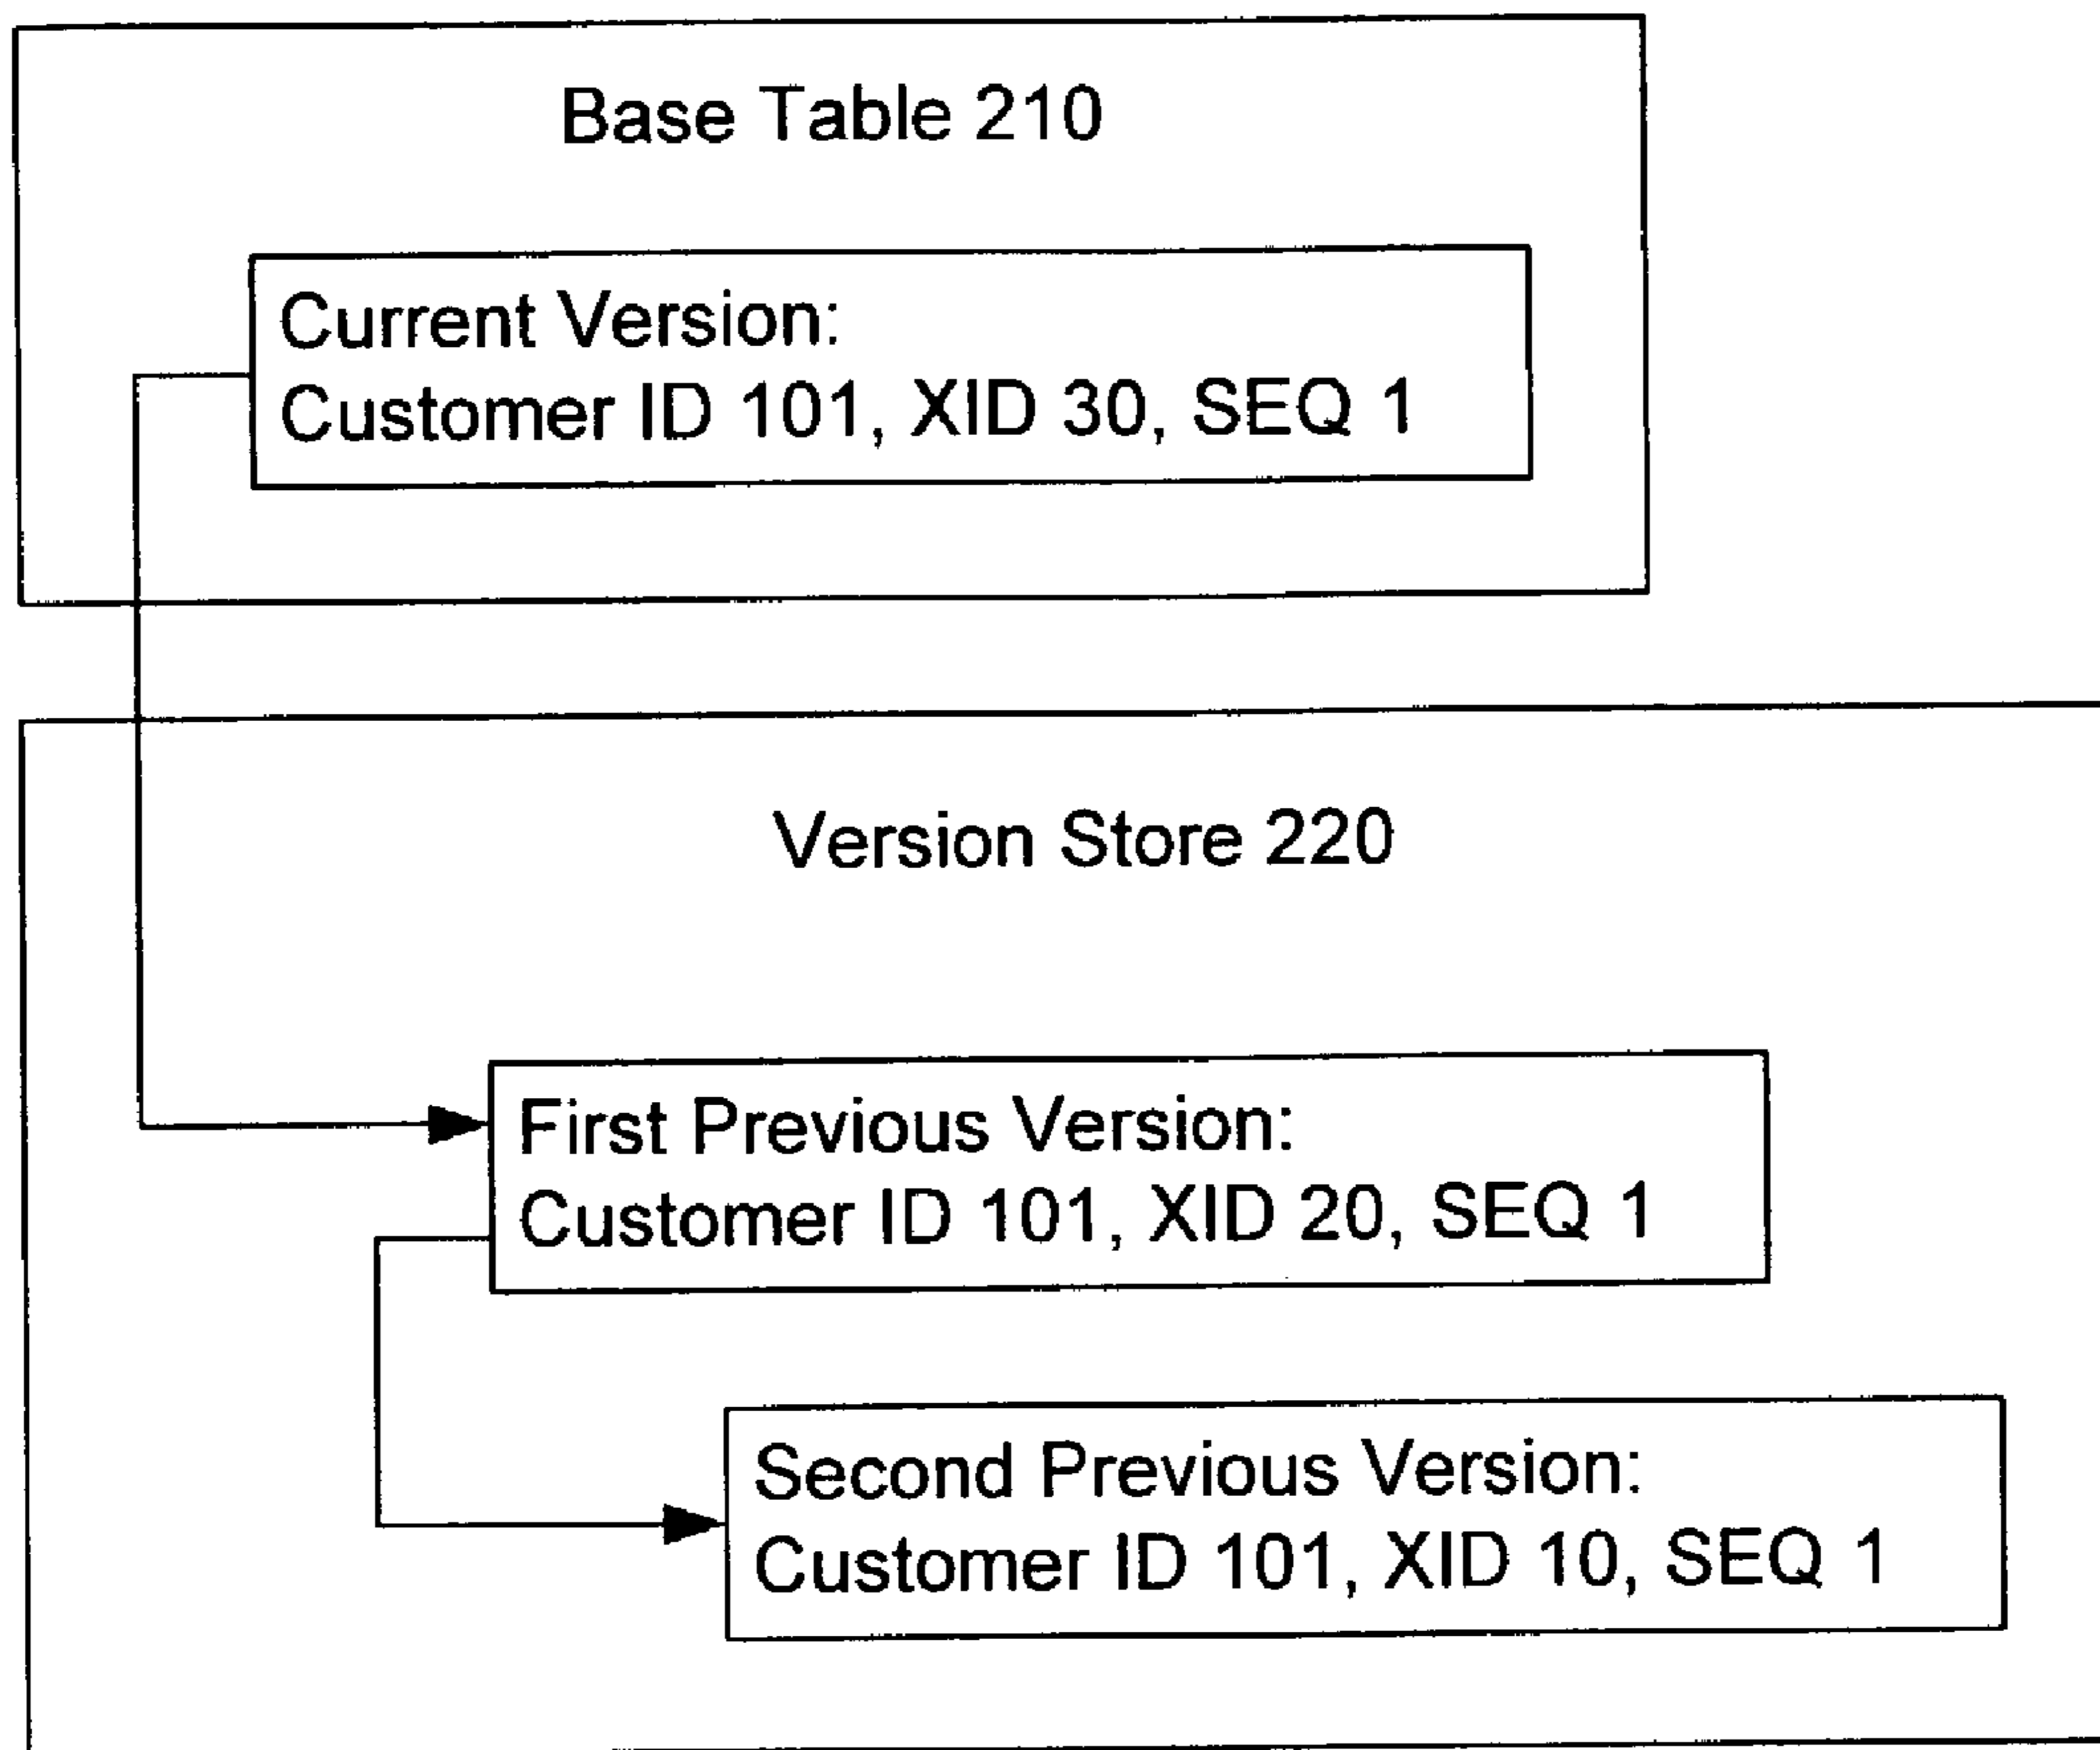 Base Table 210
Current Version:
Customer ID 101, XID 30, SEQ 1
Version Store 220
First Previous Version:
Customer ID 101, XID 20, SEQ 1
Second Previous Version:
Customer ID 101, XID 10, SEQ 1